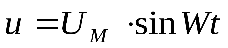 u = U_M · sin Wt